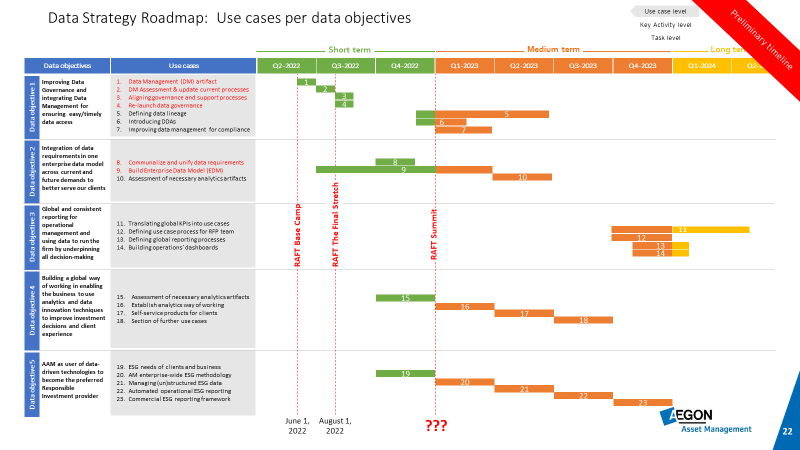 Data Strategy Roadmap: Use cases per data objectives
Use case level
Key Activity level
Task level
Preliminary timeline
Short term
Medium term
Long
Data objectives
Use cases
Q2-2022
Q3-2022
Q4-2022
Q1-2023
Q2-2023
Q3-2023
Q4-2023
Q1-2024
Data objective 1
Improving Data
Governance and
integrating Data
Management for
ensuring easy/timely
data access
1. Data Management (DM) artifact
2. DM Assessment & update current processes
3. Aligning governance and support processes
4. Re-launch data governance
5. Defining data lineage
6. Introducing DDAs
7. Improving data management for compliance
1
2
3
4
5
6
7
Data objective 2
Integration of data
requirements in one
enterprise data model
across current and
future demands to
better serve our clients
8. Communalize and unify data requirements
9. Build Enterprise Data Model (EDM)
10. Assessment of necessary analytics artifacts
8
9
10
Data objective 3
Global and consistent
reporting for
operational
management and
using data to run the
firm by underpinning
all decision-making
11. Translating global KPIs into use cases
12. Defining use case process for RFP team
13. Defining global reporting processes
14. Building operations' dashboards
RAFT Base Camp
RAFT The Final Stretch
RAFT Summit
11
12
13
14
Data objective 4
Building a global way
of working in enabling
the business to use
analytics and data
innovation techniques
to improve investment
decisions and client
experience
15. Assessment of necessary analytics artifacts
16. Establish analytics way of working
17. Self-service products for clients
18. Section of further use cases
15
16
17
18
Data objective 5
AAM as user of data-
driven technologies to
become the preferred
Responsible
Investment provider
19. ESG needs of clients and business
20. AM enterprise-wide ESG methodology
21. Managing (un)structured ESG data
22. Automated operational ESG reporting
23. Commercial ESG reporting framework
19
20
21
22
23
June 1,
2022
August 1,
2022
???
AEGON
Asset Management
22